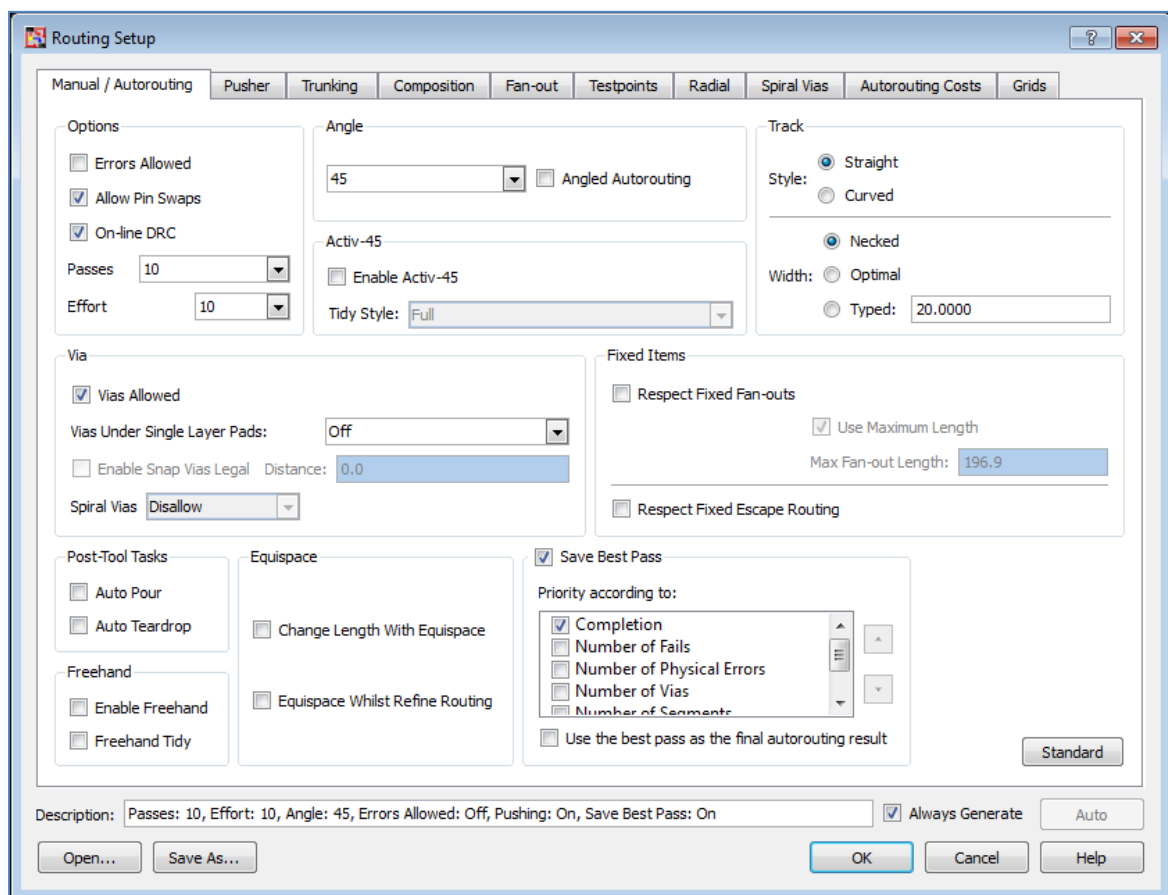 Routing Setup
Manual / Autorouting Pusher Trunking Composition Fan-out Testpoints Radial Spiral Vias Autorouting Costs Grids
Options
Errors Allowed
Allow Pin Swaps
On-line DRC
Passes 10
Effort 10
Angle
45 Angled Autorouting
Activ-45
Enable Activ-45
Tidy Style: Full
Track
Style: Straight
Curved
Width: Necked
Optimal
Typed: 20.0000
Via
Vias Allowed
Vias Under Single Layer Pads: Off
Enable Snap Vias Legal Distance: 0.0
Spiral Vias Disallow
Fixed Items
Respect Fixed Fan-outs
Use Maximum Length
Max Fan-out Length: 196.9
Respect Fixed Escape Routing
Post-Tool Tasks
Auto Pour
Auto Teardrop
Freehand
Enable Freehand
Freehand Tidy
Equispace
Change Length With Equispace
Equispace Whilst Refine Routing
Save Best Pass
Priority according to:
Completion
Number of Fails
Number of Physical Errors
Number of Vias
Number of Segments
Use the best pass as the final autorouting result
Standard
Description: Passes: 10, Effort: 10, Angle: 45, Errors Allowed: Off, Pushing: On, Save Best Pass: On Always Generate Auto
Open... Save As... OK Cancel Help